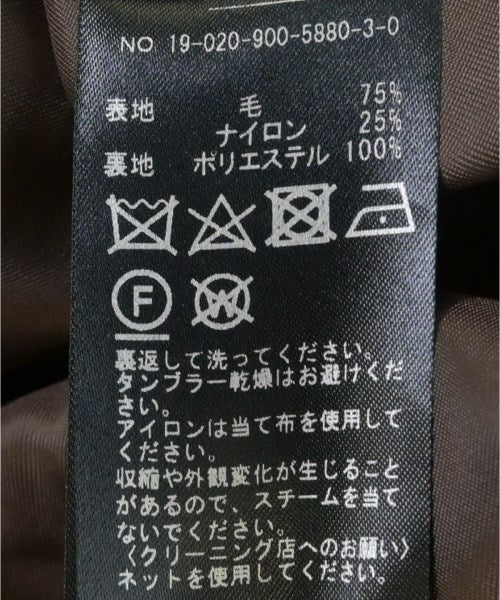 NO 19-020-900-5880-3-0
表地 毛 75%
ナイロン 25%
裏地 ポリエステル 100%
F W
裏返して洗ってください。
タンブラー乾燥はお避けくだ
さい。
アイロンは当て布を使用して
ください。
収縮や外観変化が生じること
があるので、スチームを当て
ないでください。
〈クリーニング店へのお願い〉
ネットを使用してください。